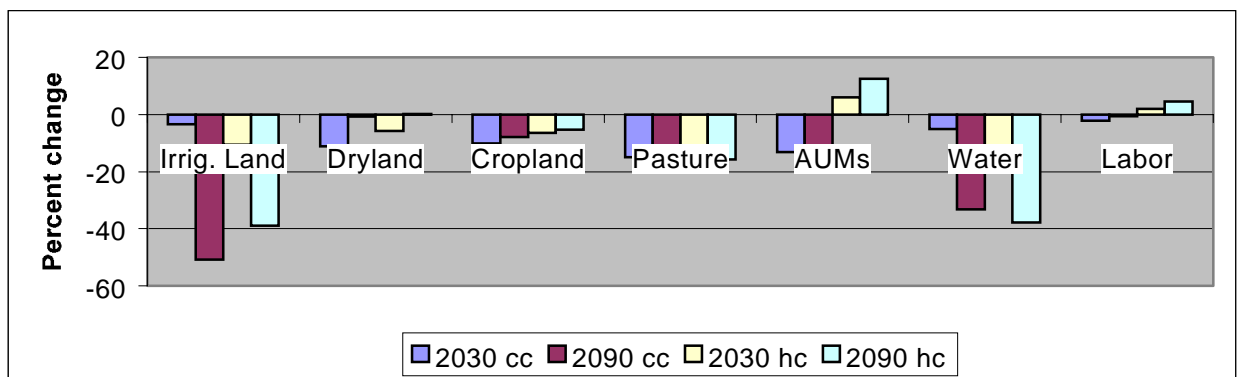 Percent change
20
0
-20
-40
-60
Irrig. Land Dryland Cropland Pasture AUMs Water Labor
2030 cc 2090 cc 2030 hc 2090 hc